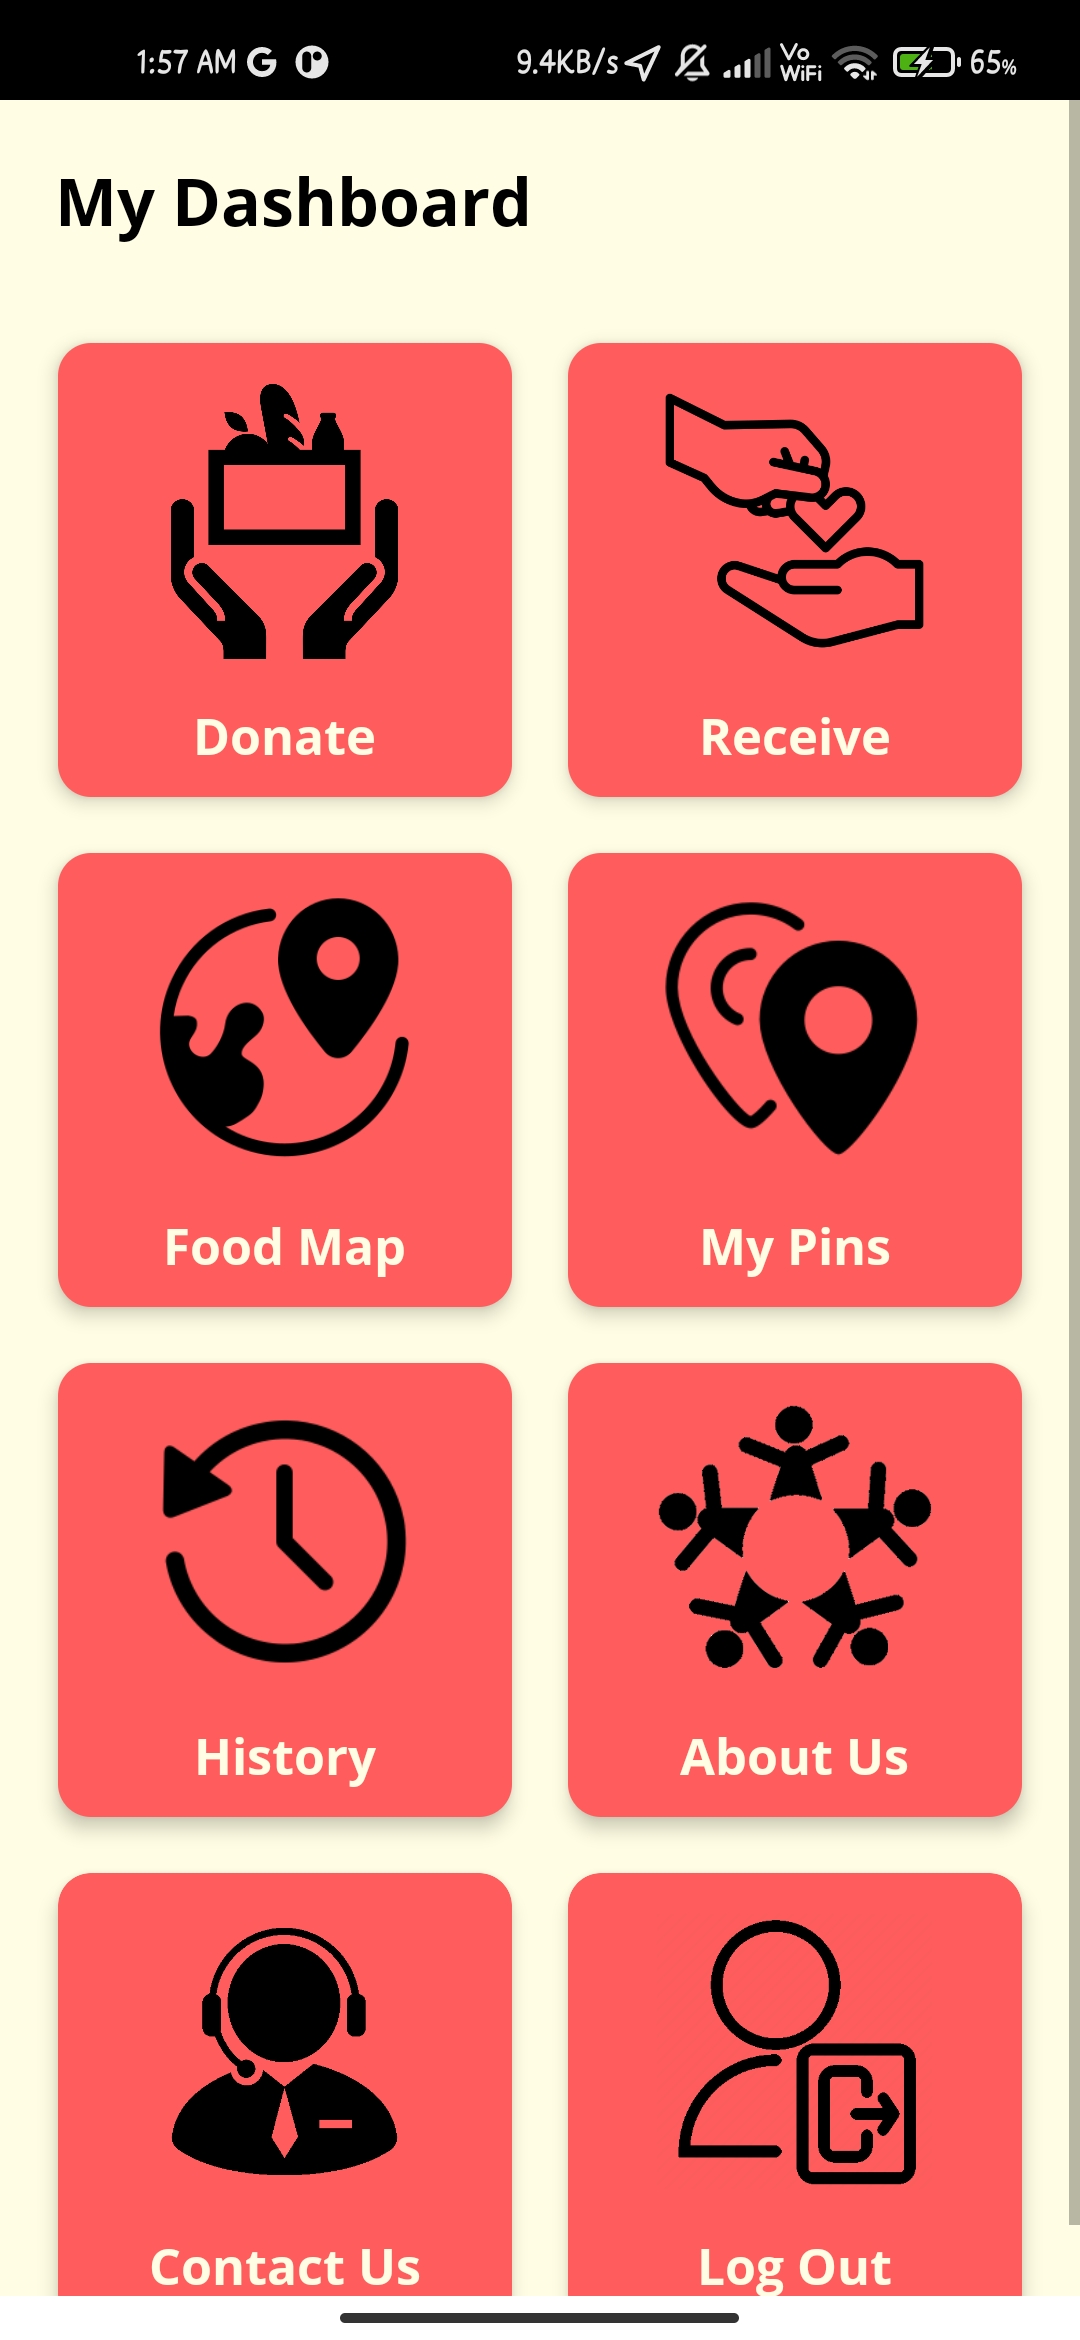 1:57 AM 9.4KB/s Vo WiFi 65%
My Dashboard
Donate Receive
Food Map My Pins
History About Us
Contact Us Log Out